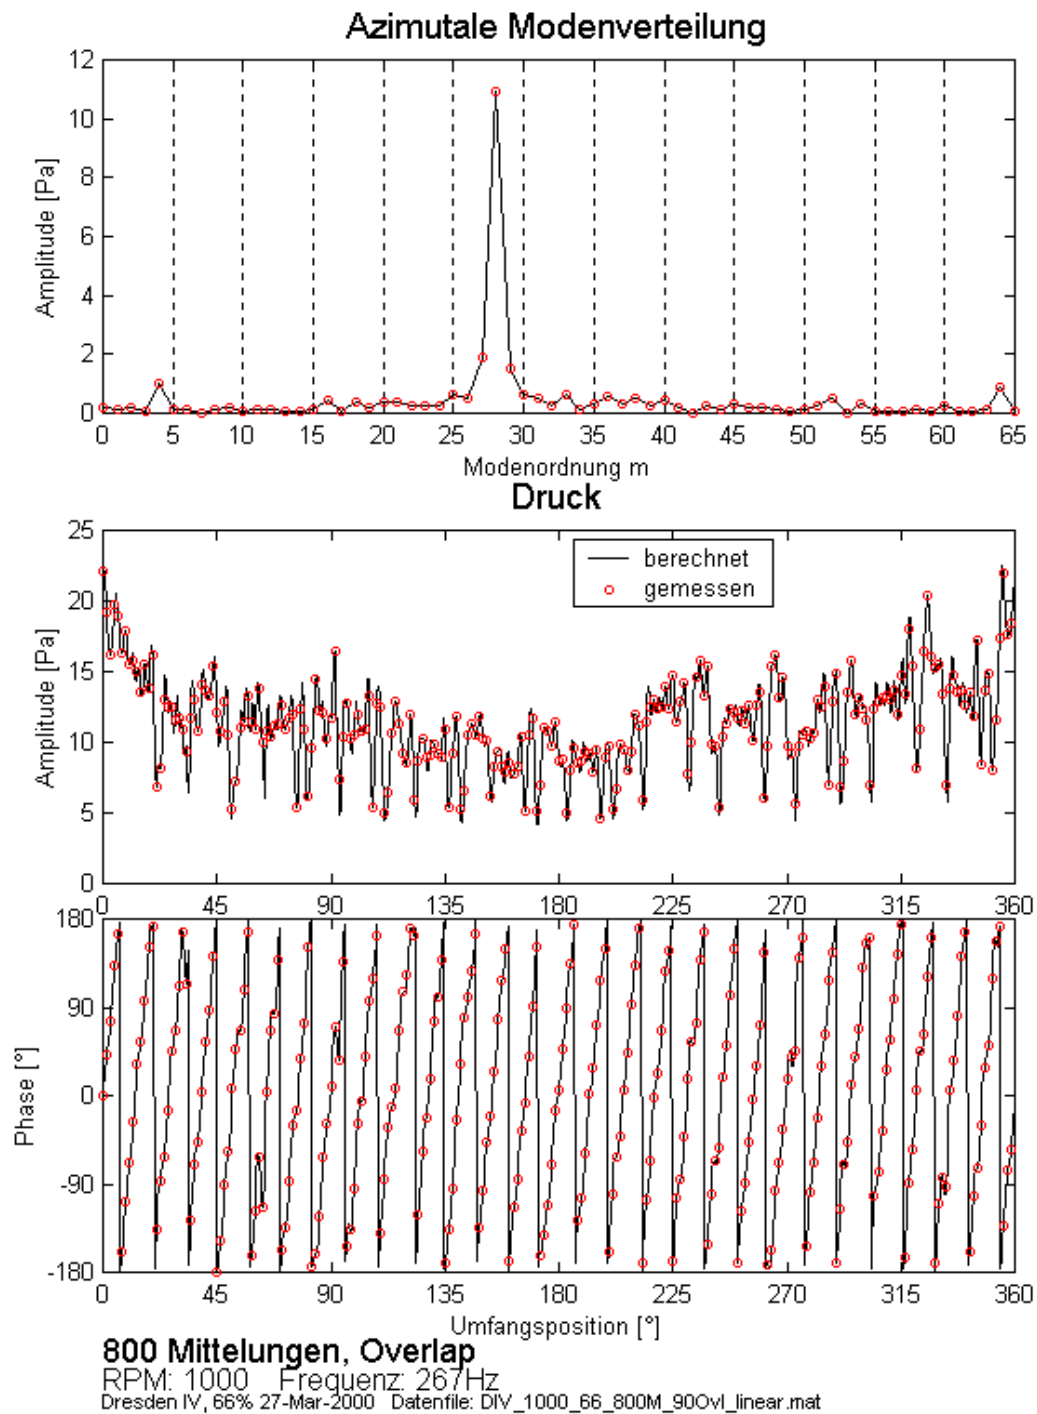 Azimutale Modenverteilung
12
10
8
6
4
2
0
Amplitude [Pa]
0 5 10 15 20 25 30 35 40 45 50 55 60 65
Modenordnung m
Druck
25
20
15
10
5
0
Amplitude [Pa]
berechnet
gemessen
0 45 90 135 180 225 270 315 360
180
90
0
-90
-180
Phase [°]
0 45 90 135 180 225 270 315 360
Umfangsposition [°]
800 Mittelungen, Overlap
RPM: 1000 Frequenz: 267Hz
Dresden IV, 66% 27-Mar-2000 Datenfile: DIV_1000_66_800M_90Ovl_linear.mat